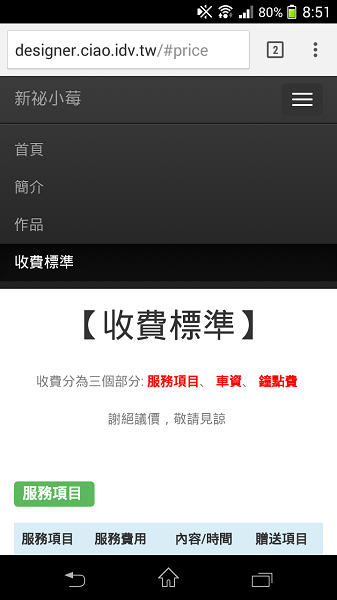 80% 8:51
designer.ciao.idv.tw/#price 2
新祕小莓
首頁
簡介
作品
收費標準
【收費標準】
收費分為三個部分: 服務項目、 車資、 鐘點費
謝絕議價，敬請見諒
服務項目
服務項目 服務費用 內容/時間 贈送項目